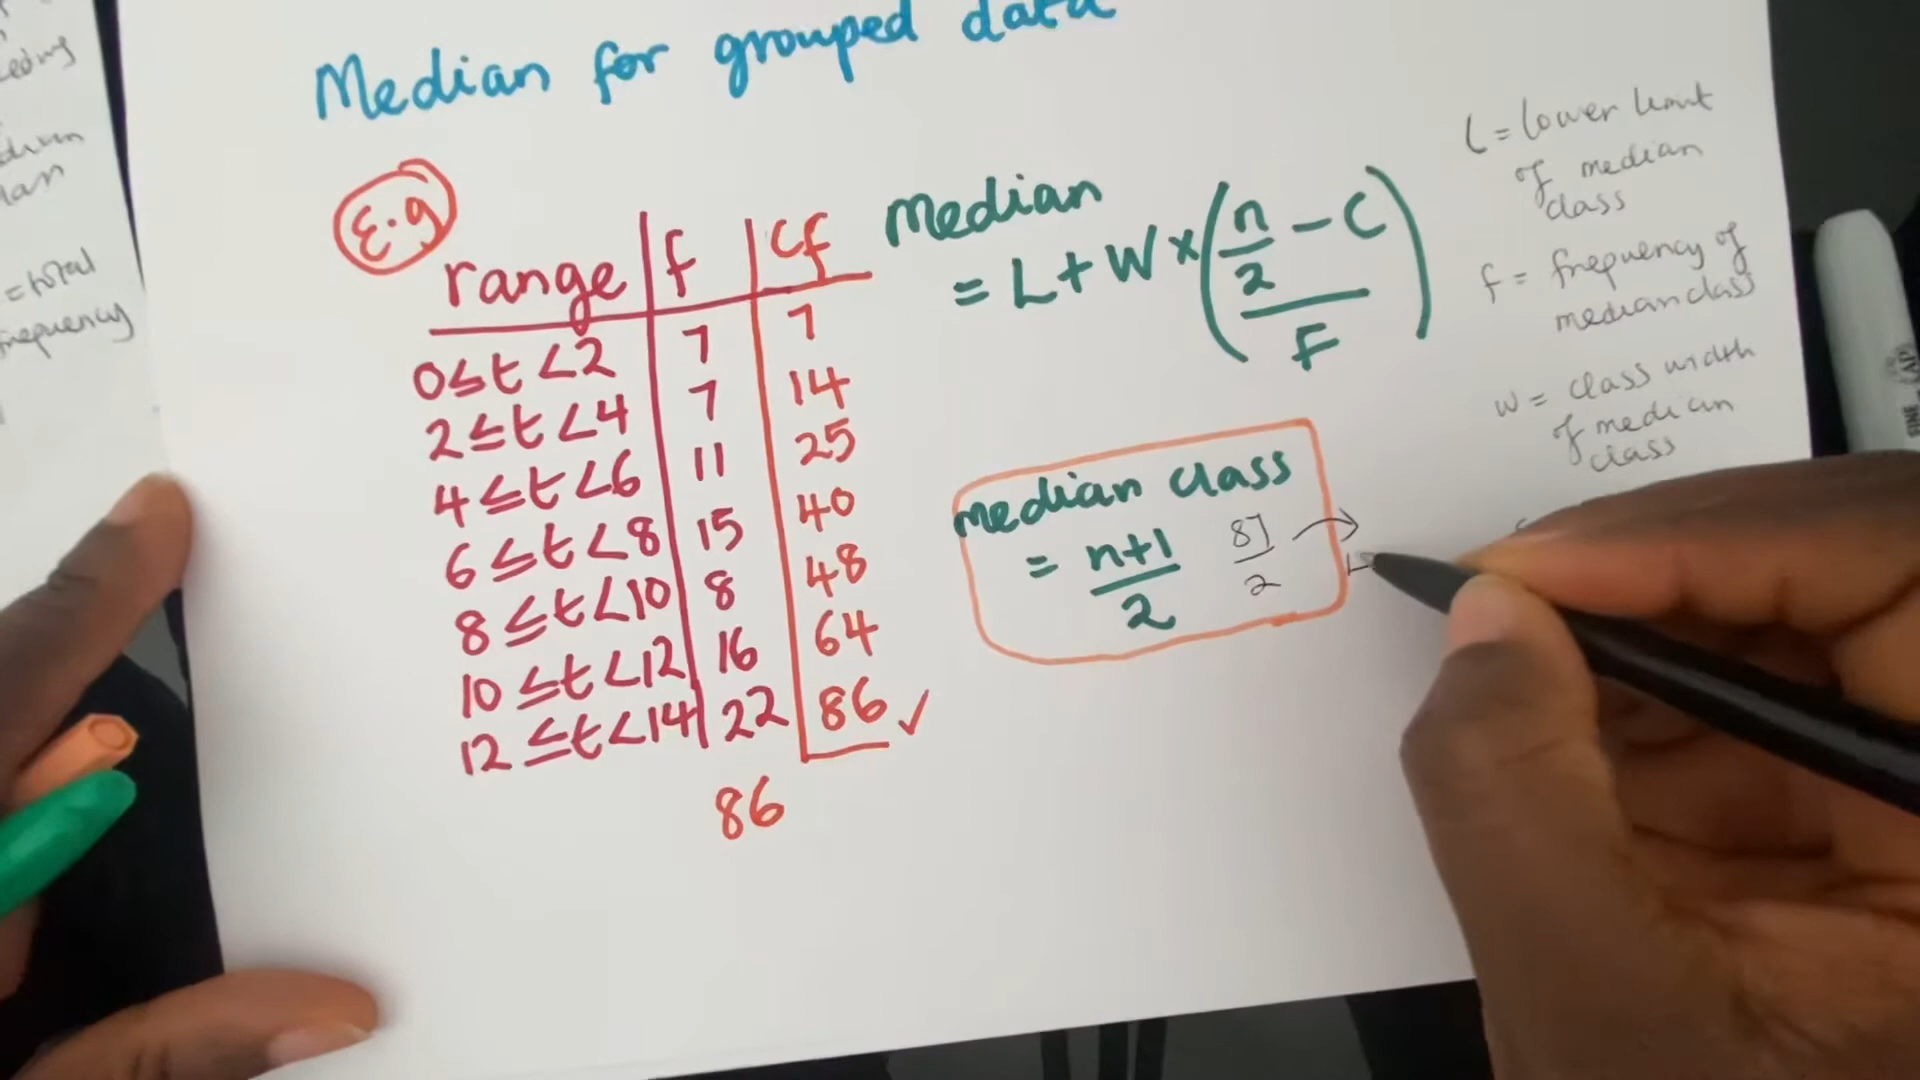 Median for grouped data
E.g
range f cf
0≤t<2 7 7
2≤t<4 7 14
4≤t<6 11 25
6≤t<8 15 40
8≤t<10 8 48
10≤t<12 16 64
12≤t<14 22 86 ✓
86
Median
= L + W × ( n/2 − C / F )
median class
= n+1/2 87/2 →
L = lower limit
of median
class
f = frequency of
median class
w = class width
of median
class
= total
frequency